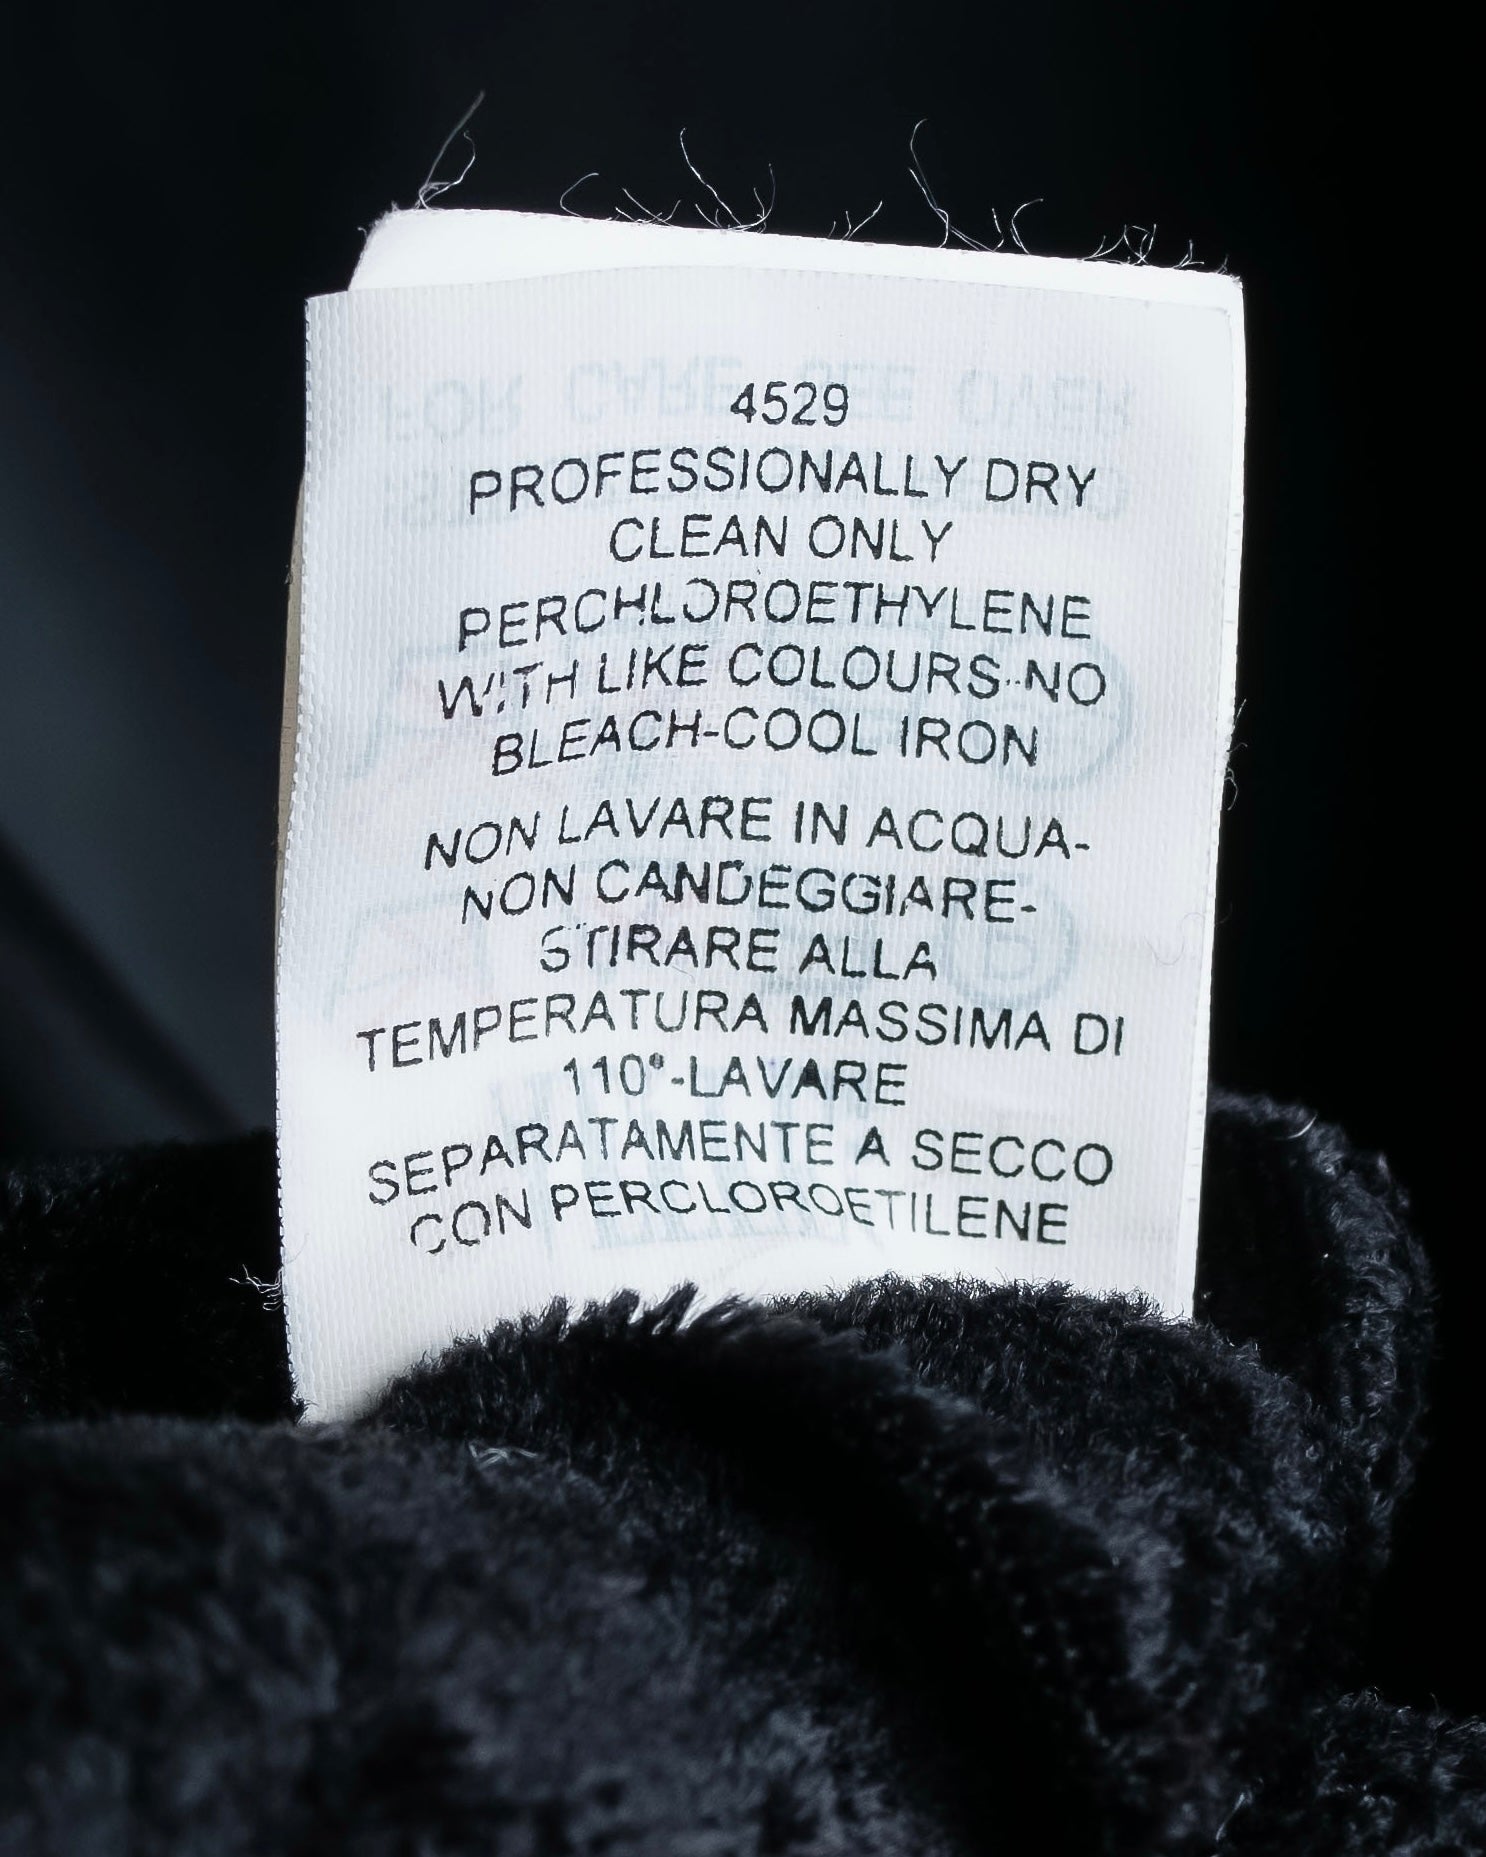 4529
PROFESSIONALLY DRY
CLEAN ONLY
PERCHLOROETHYLENE
WITH LIKE COLOURS-NO
BLEACH-COOL IRON
NON LAVARE IN ACQUA-
NON CANDEGGIARE-
STIRARE ALLA
TEMPERATURA MASSIMA DI
110°-LAVARE
SEPARATAMENTE A SECCO
CON PERCLOROETILENE